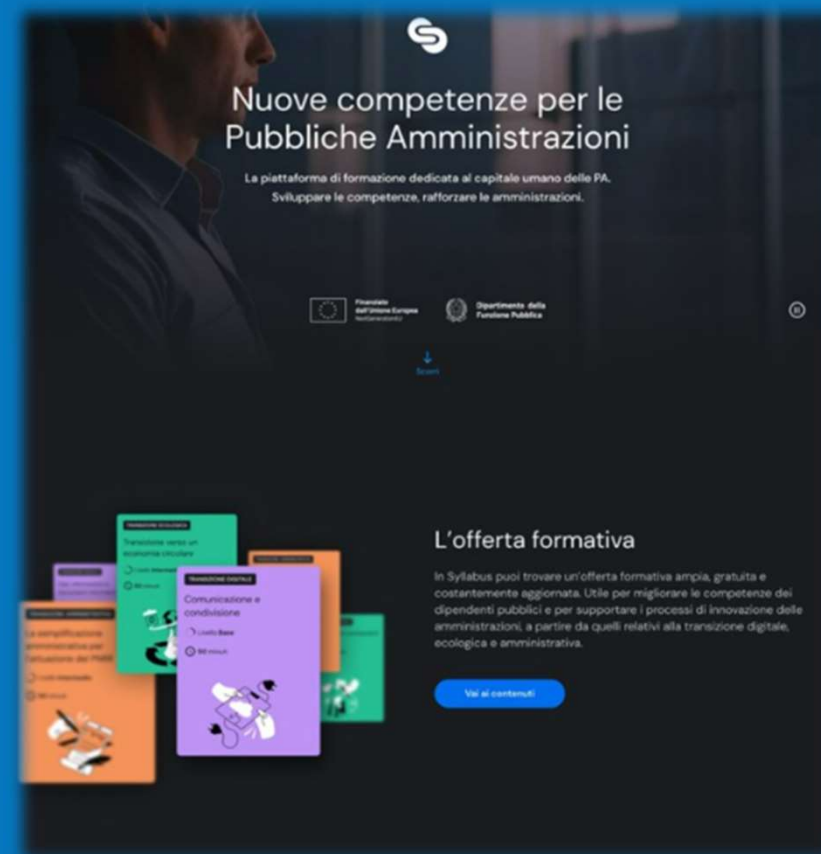 Nuove competenze per le
Pubbliche Amministrazioni
La piattaforma di formazione dedicata al capitale umano delle PA.
Sviluppare le competenze, rafforzare le amministrazioni.
Finanziato
dall'Unione Europea
NextGenerationEU
Dipartimento della
Funzione Pubblica
Scorri
TRANSIZIONE ECOLOGICA
Transizione verso un
economia circolare
TRANSIZIONE DIGITALE
Comunicazione e
condivisione
Livello Base
50 minuti
La semplificazione
amministrativa per
l'attuazione del PNRR
L'offerta formativa
In Syllabus puoi trovare un'offerta formativa ampia, gratuita e
costantemente aggiornata. Utile per migliorare le competenze dei
dipendenti pubblici e per supportare i processi di innovazione delle
amministrazioni, a partire da quelli relativi alla transizione digitale,
ecologica e amministrativa.
Vai ai contenuti